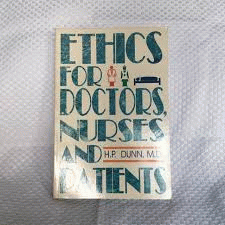 ETHICS
FOR
DOCTORS,
NURSES
AND H.P. DUNN, M.D.
PATIENTS